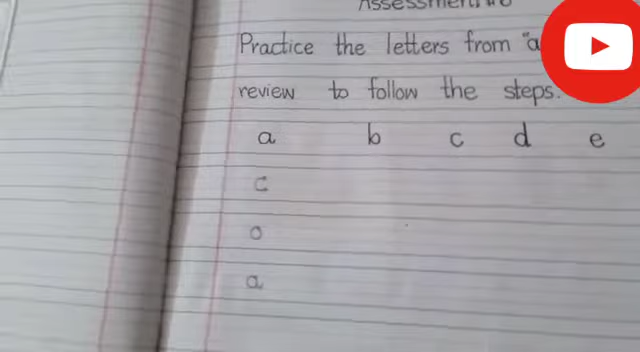 Practice the letters from "a
review to follow the steps.
a b c d e
c
o
a